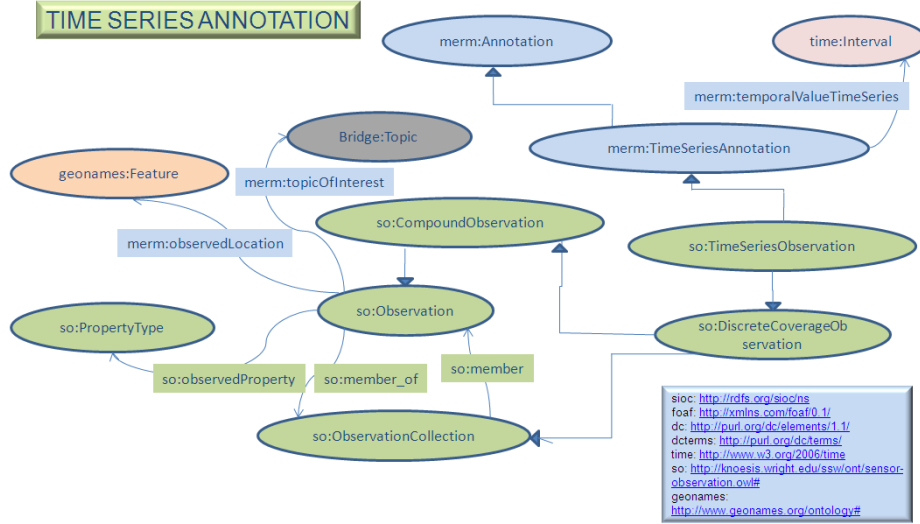 TIME SERIES ANNOTATION
merm:Annotation
time:Interval
merm:temporalValueTimeSeries
Bridge:Topic
merm:TimeSeriesAnnotation
geonames:Feature
merm:topicOfInterest
so:CompoundObservation
merm:observedLocation
so:TimeSeriesObservation
so:Observation
so:PropertyType
so:DiscreteCoverageOb
servation
so:member
so:observedProperty
so:member_of
so:ObservationCollection
sioc: http://rdfs.org/sioc/ns
foaf: http://xmlns.com/foaf/0.1/
dc: http://purl.org/dc/elements/1.1/
dcterms: http://purl.org/dc/terms/
time: http://www.w3.org/2006/time
so: http://knoesis.wright.edu/ssw/ont/sensor-
observation.owl#
geonames:
http://www.geonames.org/ontology#